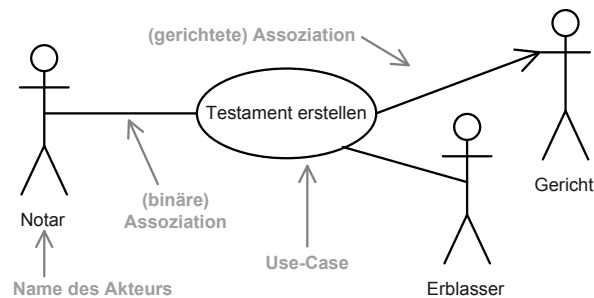 (gerichtete) Assoziation
Testament erstellen
Gericht
(binäre)
Assoziation
Notar
Use-Case
Name des Akteurs
Erblasser